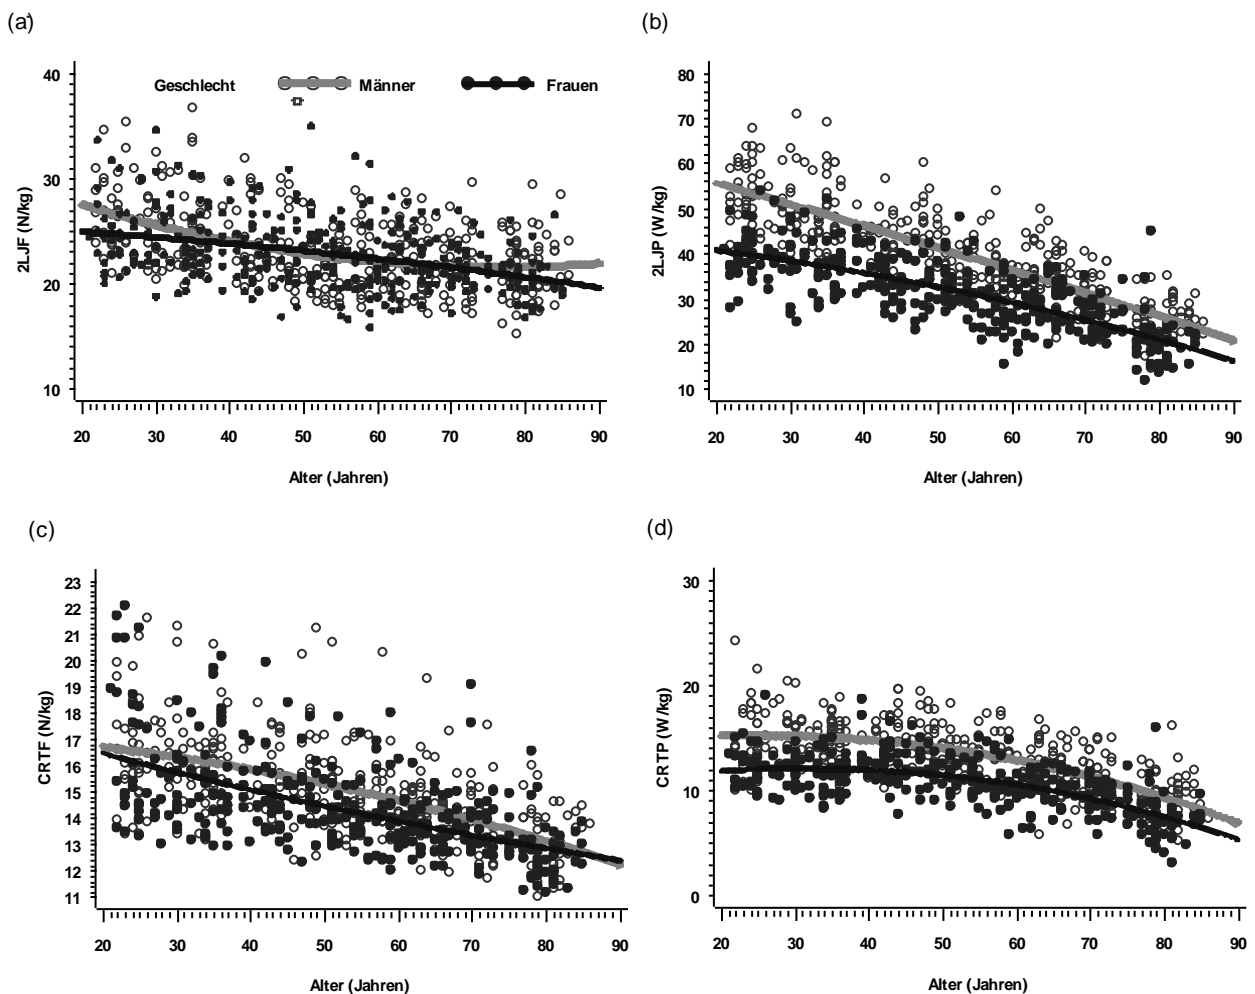 (a)
(b)
Geschlecht Männer Frauen
40
30
20
10
2LJF (N/kg)
20 30 40 50 60 70 80 90
Alter (Jahren)
80
70
60
50
40
30
20
10
2LJP (W/kg)
20 30 40 50 60 70 80 90
Alter (Jahren)
(c)
(d)
23
22
21
20
19
18
17
16
15
14
13
12
11
CRTF (N/kg)
20 30 40 50 60 70 80 90
Alter (Jahren)
30
20
10
0
CRTP (W/kg)
20 30 40 50 60 70 80 90
Alter (Jahren)